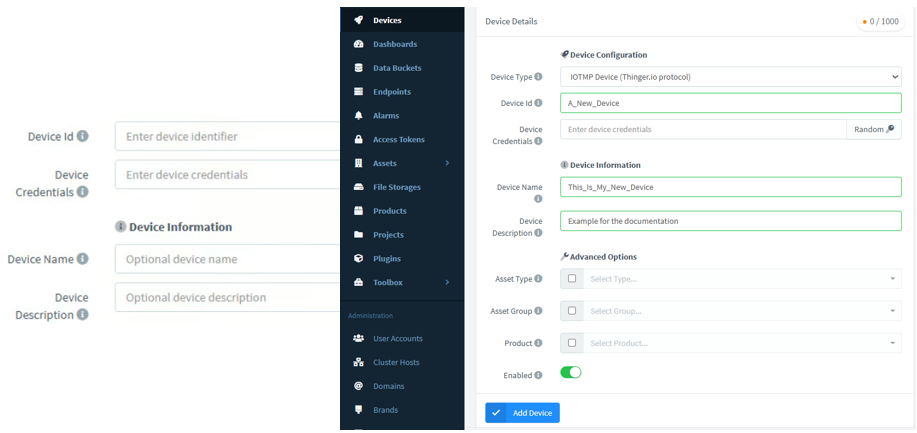 Device Id
Enter device identifier
Device
Credentials
Enter device credentials
Device Information
Device Name
Optional device name
Device
Description
Optional device description
Devices
Dashboards
Data Buckets
Endpoints
Alarms
Access Tokens
Assets
File Storages
Products
Projects
Plugins
Toolbox
Administration
User Accounts
Cluster Hosts
Domains
Brands
Device Details
0 / 1000
Device Configuration
Device Type
IOTMP Device (Thinger.io protocol)
Device Id
A_New_Device
Device
Credentials
Enter device credentials
Random
Device Information
Device Name
This_Is_My_New_Device
Device
Description
Example for the documentation
Advanced Options
Asset Type
Select Type...
Asset Group
Select Group...
Product
Select Product...
Enabled
Add Device